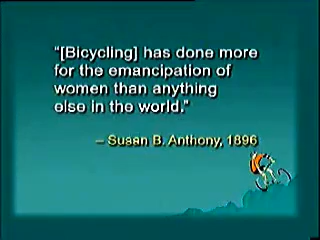 "[Bicycling] has done more
for the emancipation of
women than anything
else in the world."
– Susan B. Anthony, 1896